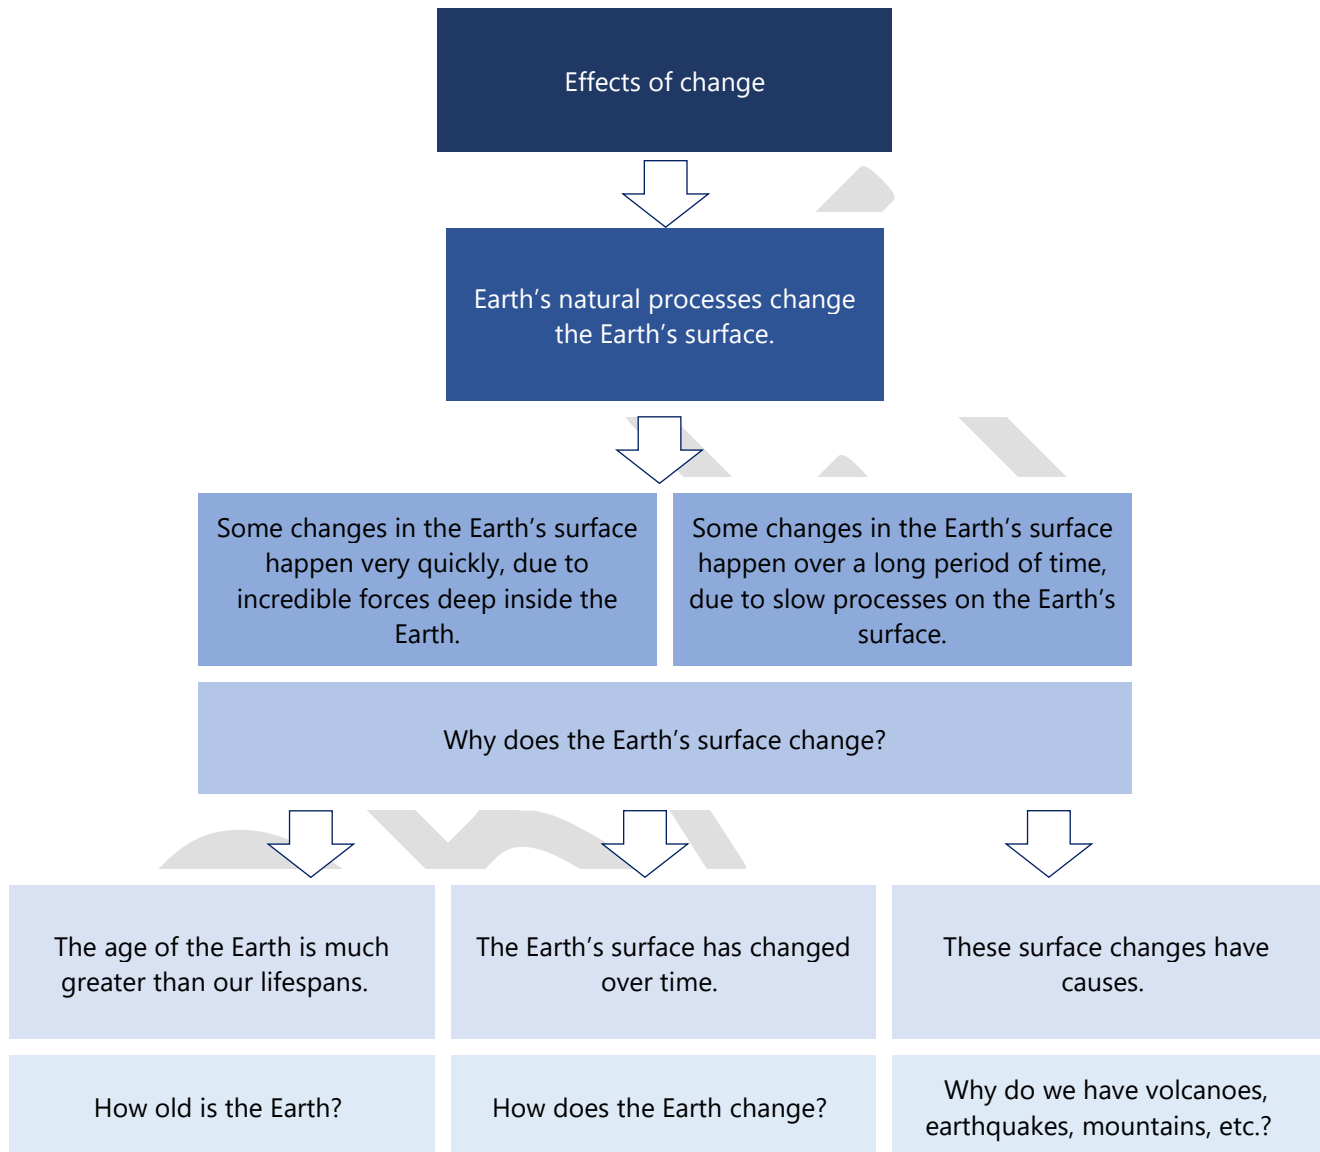 Effects of change
Earth’s natural processes change
the Earth’s surface.
Some changes in the Earth’s surface
happen very quickly, due to
incredible forces deep inside the
Earth.
Some changes in the Earth’s surface
happen over a long period of time,
due to slow processes on the Earth’s
surface.
Why does the Earth’s surface change?
The age of the Earth is much
greater than our lifespans.
The Earth’s surface has changed
over time.
These surface changes have
causes.
How old is the Earth?
How does the Earth change?
Why do we have volcanoes,
earthquakes, mountains, etc.?